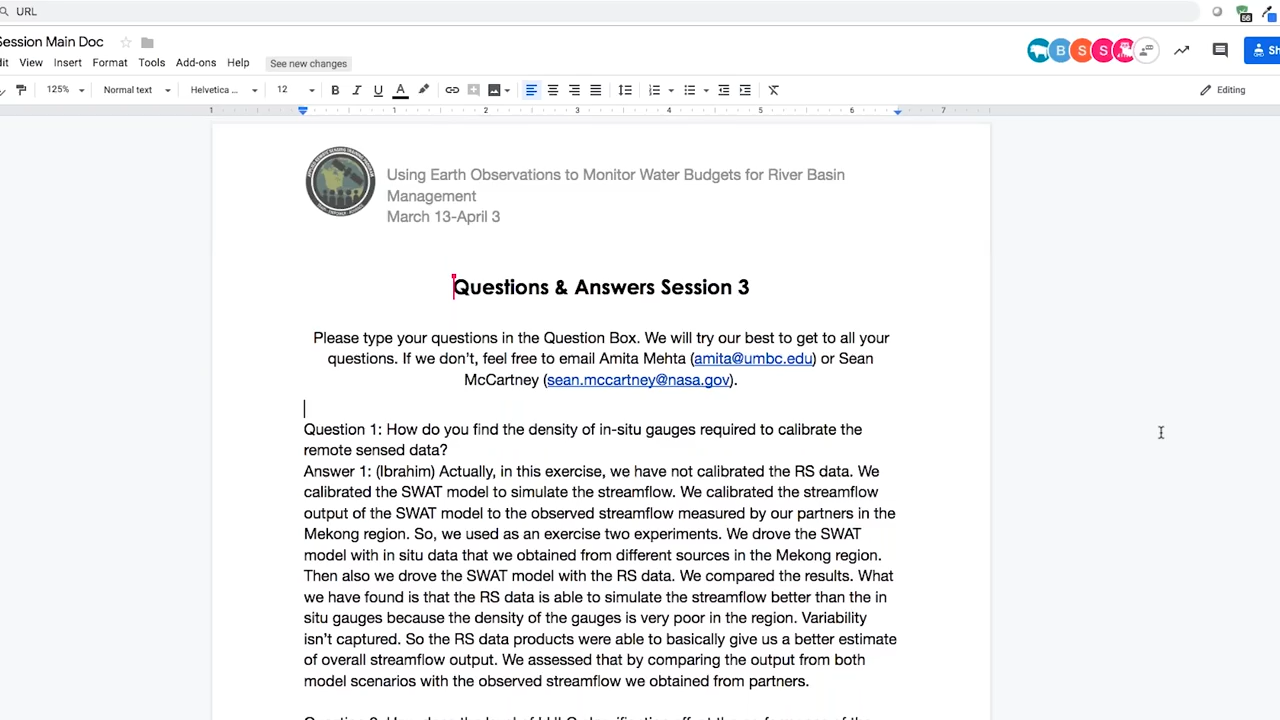 URL
Session Main Doc
View Insert Format Tools Add-ons Help See new changes
125% Normal text Helvetica ... 12 B I U A Editing
1 1 2 3 4 5 6 7
B S S 66 Sh
Using Earth Observations to Monitor Water Budgets for River Basin
Management
March 13-April 3
Questions & Answers Session 3
Please type your questions in the Question Box. We will try our best to get to all your
questions. If we don't, feel free to email Amita Mehta (amita@umbc.edu) or Sean
McCartney (sean.mccartney@nasa.gov).
Question 1: How do you find the density of in-situ gauges required to calibrate the
remote sensed data?
Answer 1: (Ibrahim) Actually, in this exercise, we have not calibrated the RS data. We
calibrated the SWAT model to simulate the streamflow. We calibrated the streamflow
output of the SWAT model to the observed streamflow measured by our partners in the
Mekong region. So, we used as an exercise two experiments. We drove the SWAT
model with in situ data that we obtained from different sources in the Mekong region.
Then also we drove the SWAT model with the RS data. We compared the results. What
we have found is that the RS data is able to simulate the streamflow better than the in
situ gauges because the density of the gauges is very poor in the region. Variability
isn't captured. So the RS data products were able to basically give us a better estimate
of overall streamflow output. We assessed that by comparing the output from both
model scenarios with the observed streamflow we obtained from partners.